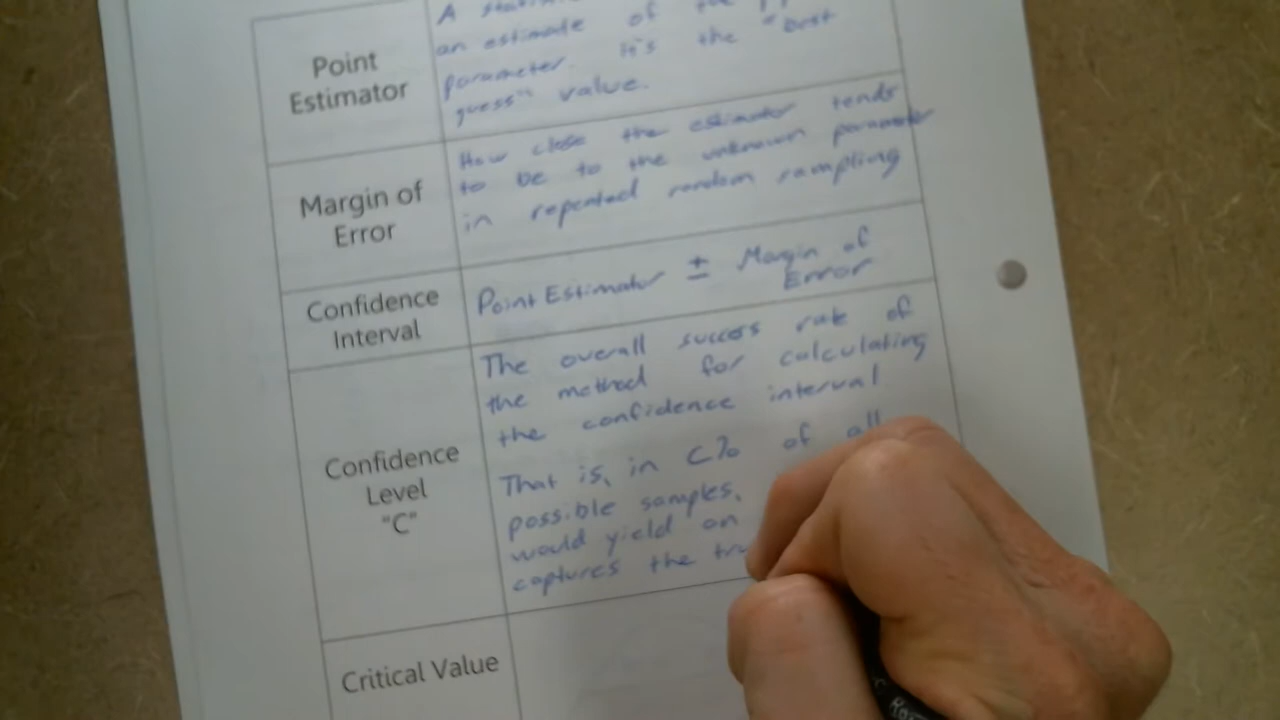 Point
Estimator
A
an estimate of the
parameter. It's the "best
guess" value.
Margin of
Error
How close the estimator tends
to be to the unknown parameter
in repeated random sampling
Confidence
Interval
Point Estimator ± Margin of
Error
Confidence
Level
"C"
The overall success rate of
the method for calculating
the confidence interval
That is, in C% of all
possible samples,
would yield an
captures the
Critical Value